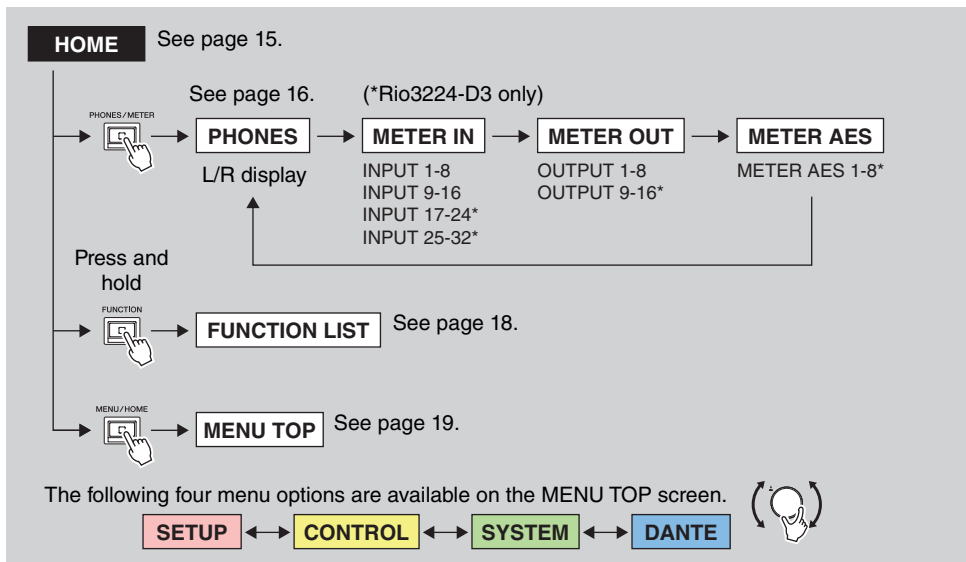 HOME See page 15.
See page 16. (*Rio3224-D3 only)
PHONES/METER
PHONES METER IN METER OUT METER AES
L/R display
INPUT 1-8
INPUT 9-16
INPUT 17-24*
INPUT 25-32*
OUTPUT 1-8
OUTPUT 9-16*
METER AES 1-8*
Press and
hold
FUNCTION
FUNCTION LIST See page 18.
MENU/HOME
MENU TOP See page 19.
The following four menu options are available on the MENU TOP screen.
SETUP CONTROL SYSTEM DANTE